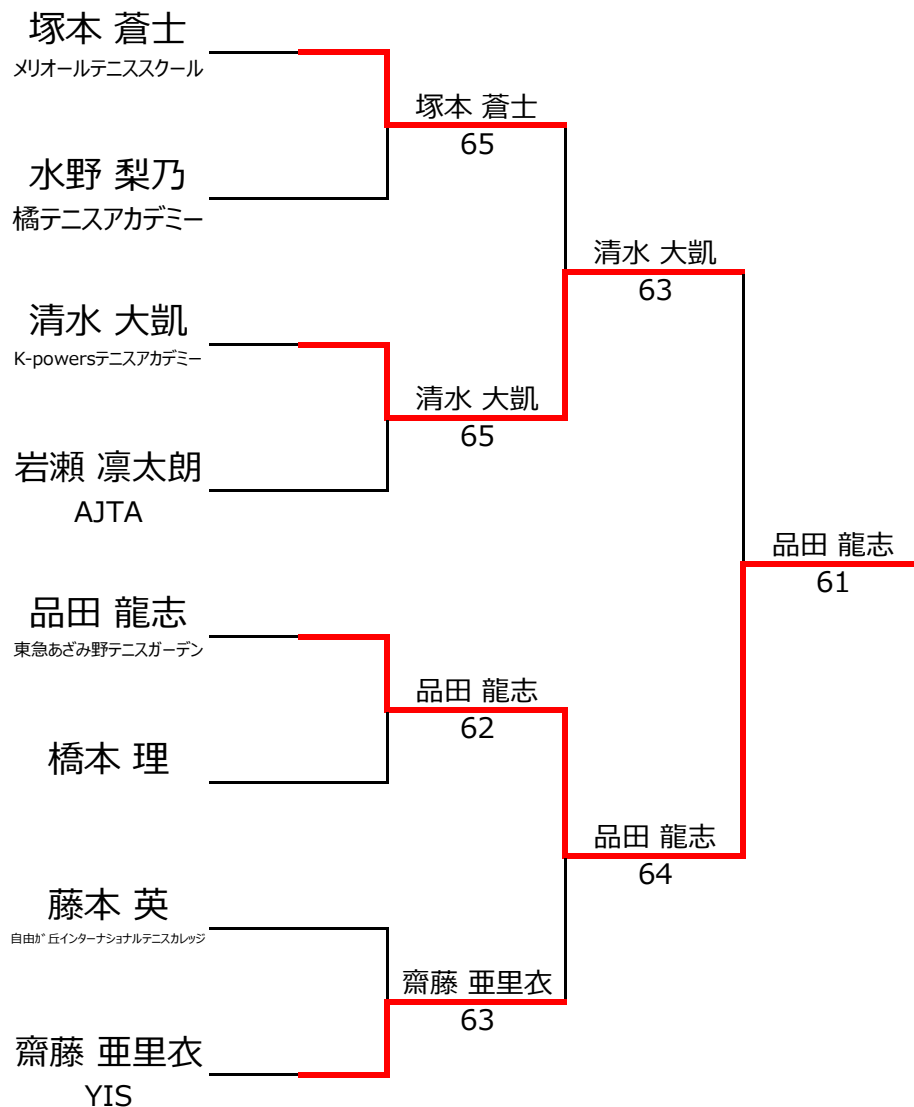 塚本 蒼士
メリオールテニススクール
水野 梨乃
橘テニスアカデミー
清水 大凱
K-powersテニスアカデミー
岩瀬 凛太朗
AJTA
品田 龍志
東急あざみ野テニスガーデン
橋本 理
藤本 英
自由が丘インターナショナルテニスカレッジ
齋藤 亜里衣
YIS
塚本 蒼士
65
清水 大凱
65
品田 龍志
62
齋藤 亜里衣
63
清水 大凱
63
品田 龍志
64
品田 龍志
61